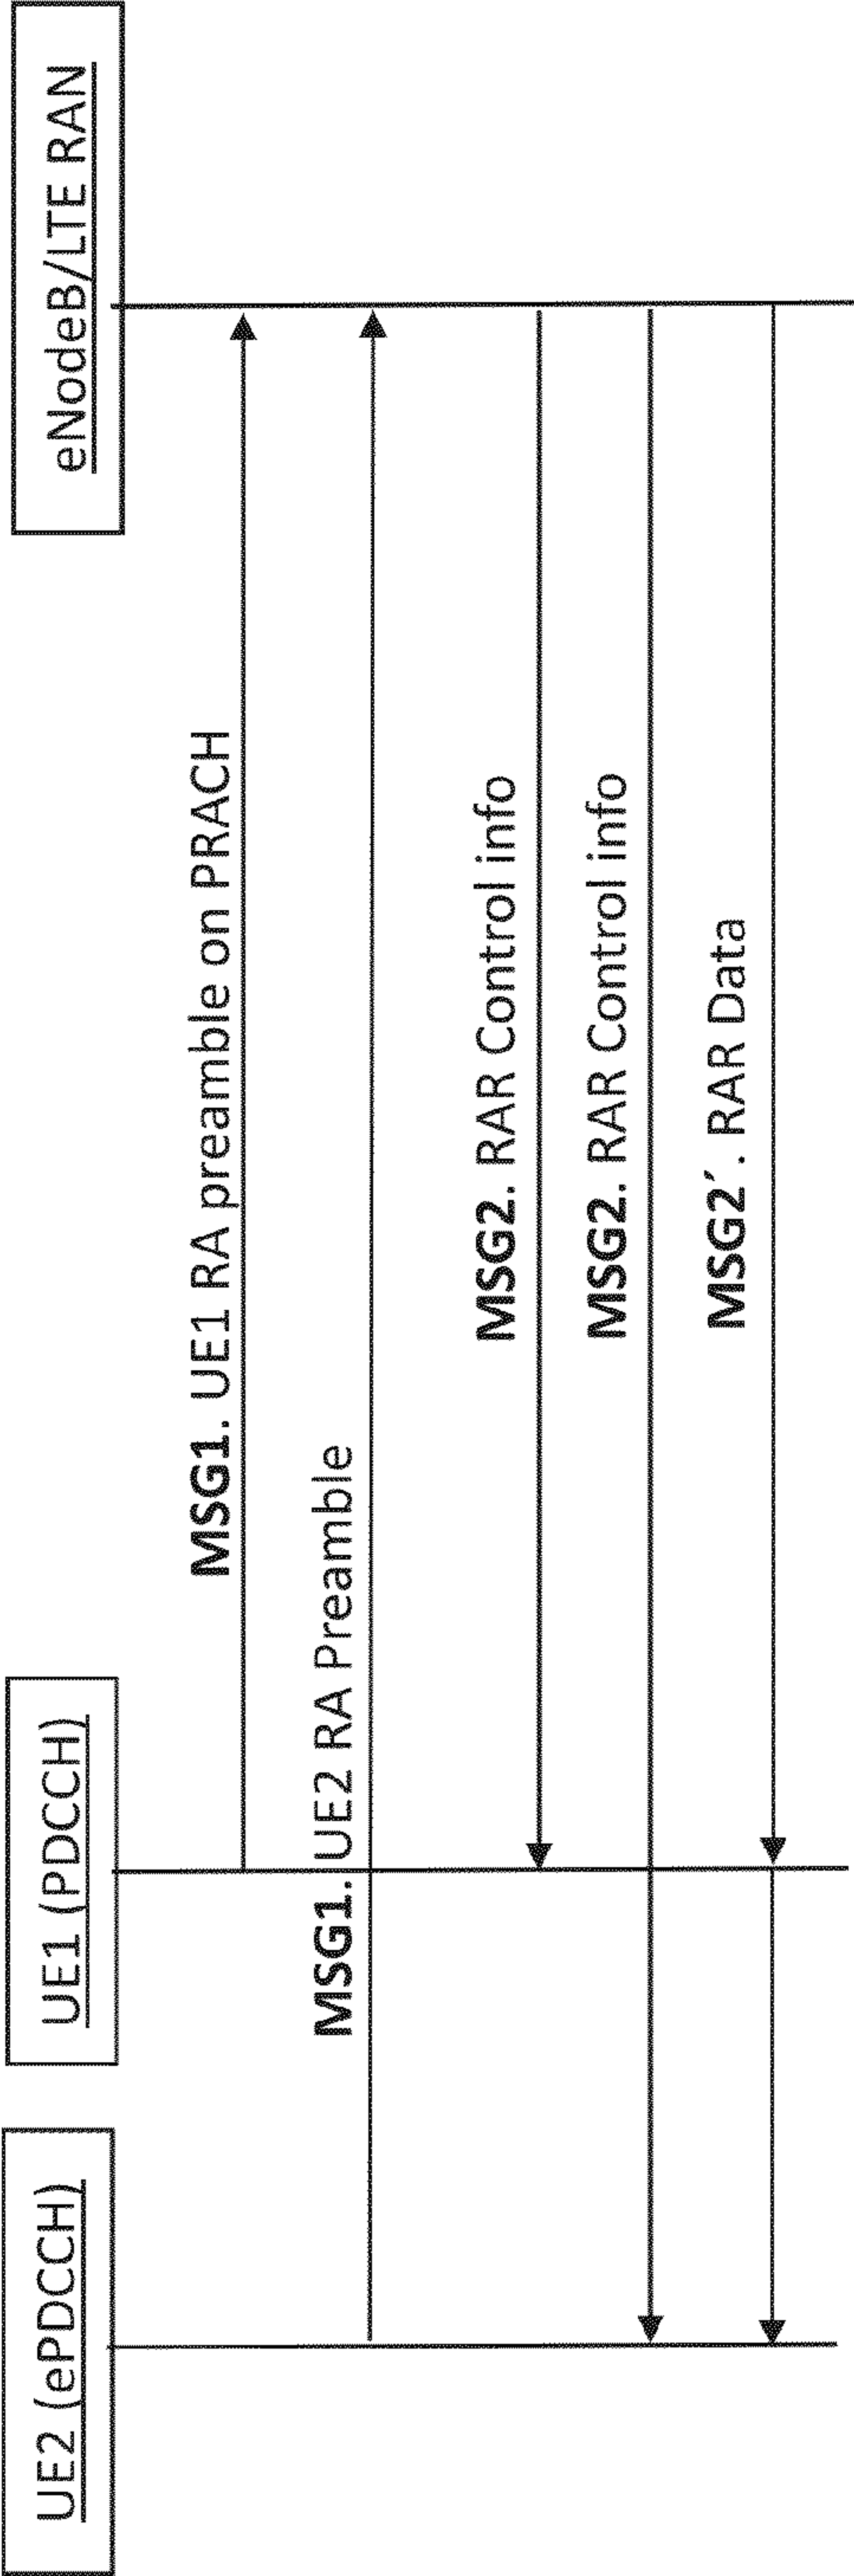 UE2 (ePDCCH)
UE1 (PDCCH)
eNodeB/LTE RAN
MSG1. UE1 RA preamble on PRACH
MSG1. UE2 RA Preamble
MSG2. RAR Control info
MSG2. RAR Control info
MSG2´. RAR Data